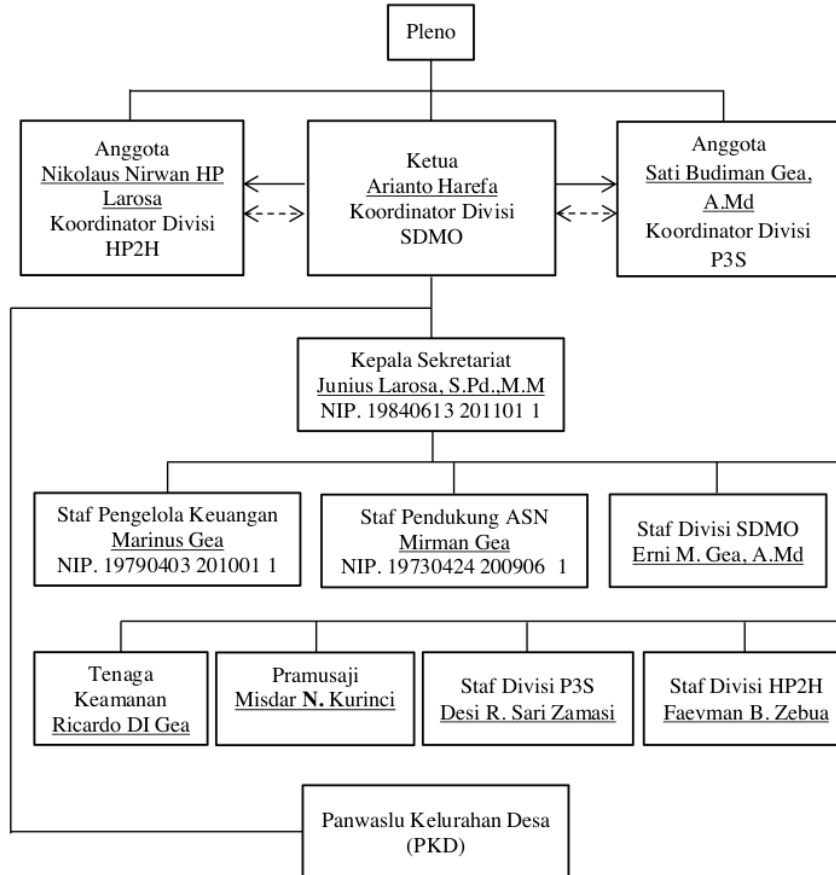 Pleno
Anggota
Nikolaus Nirwan HP
Larosa
Koordinator Divisi
HP2H
Ketua
Arianto Harefa
Koordinator Divisi
SDMO
Anggota
Sati Budiman Gea,
A.Md
Koordinator Divisi
P3S
Kepala Sekretariat
Junius Larosa, S.Pd.,M.M
NIP. 19840613 201101 1
Staf Pengelola Keuangan
Marinus Gea
NIP. 19790403 201001 1
Staf Pendukung ASN
Mirman Gea
NIP. 19730424 200906 1
Staf Divisi SDMO
Erni M. Gea, A.Md
Tenaga
Keamanan
Ricardo DI Gea
Pramusaji
Misdar N. Kurinci
Staf Divisi P3S
Desi R. Sari Zamasi
Staf Divisi HP2H
Faevman B. Zebua
Panwaslu Kelurahan Desa
(PKD)